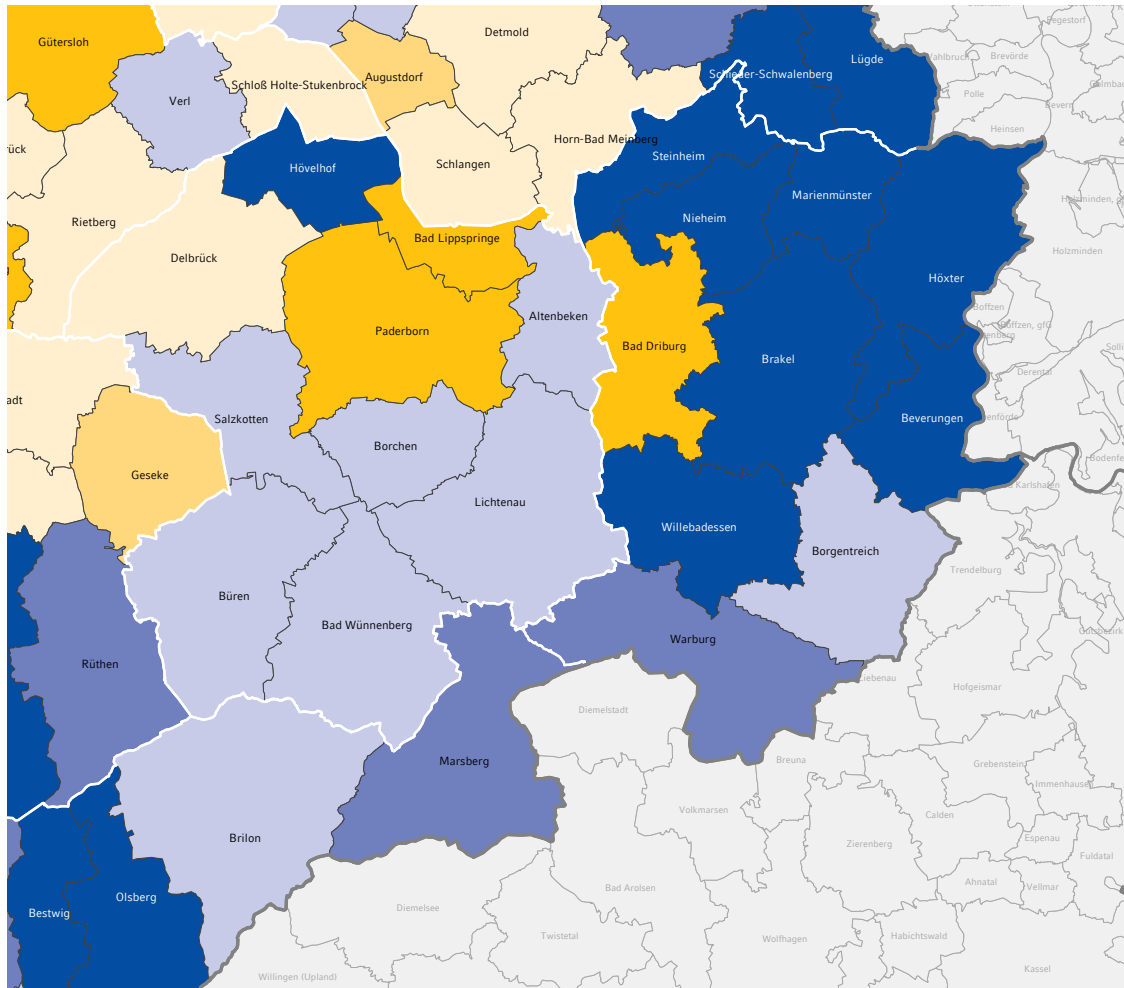 Gütersloh
Detmold
Lügde
Schieder-Schwalenberg
Augustdorf
Schloß Holte-Stukenbrock
Verl
Horn-Bad Meinberg
Steinheim
Schlangen
Hövelhof
Marienmünster
Nieheim
Rietberg
Bad Lippspringe
Delbrück
Höxter
Altenbeken
Paderborn
Bad Driburg
Brakel
Salzkotten
Beverungen
Borchen
Geseke
Lichtenau
Willebadessen
Borgentreich
Büren
Bad Wünnenberg
Warburg
Rüthen
Marsberg
Brilon
Olsberg
Bestwig
Brevörde
Polle
Heinsen
Holzminden
Boffzen
Derental
Trendelburg
Hofgeismar
Diemelstadt
Breuna
Grebenstein
Immenhausen
Volkmarsen
Calden
Zierenberg
Espenau
Fuldatal
Ahnatal
Vellmar
Bad Arolsen
Diemelsee
Twistetal
Wolfhagen
Habichtswald
Kassel
Willingen (Upland)